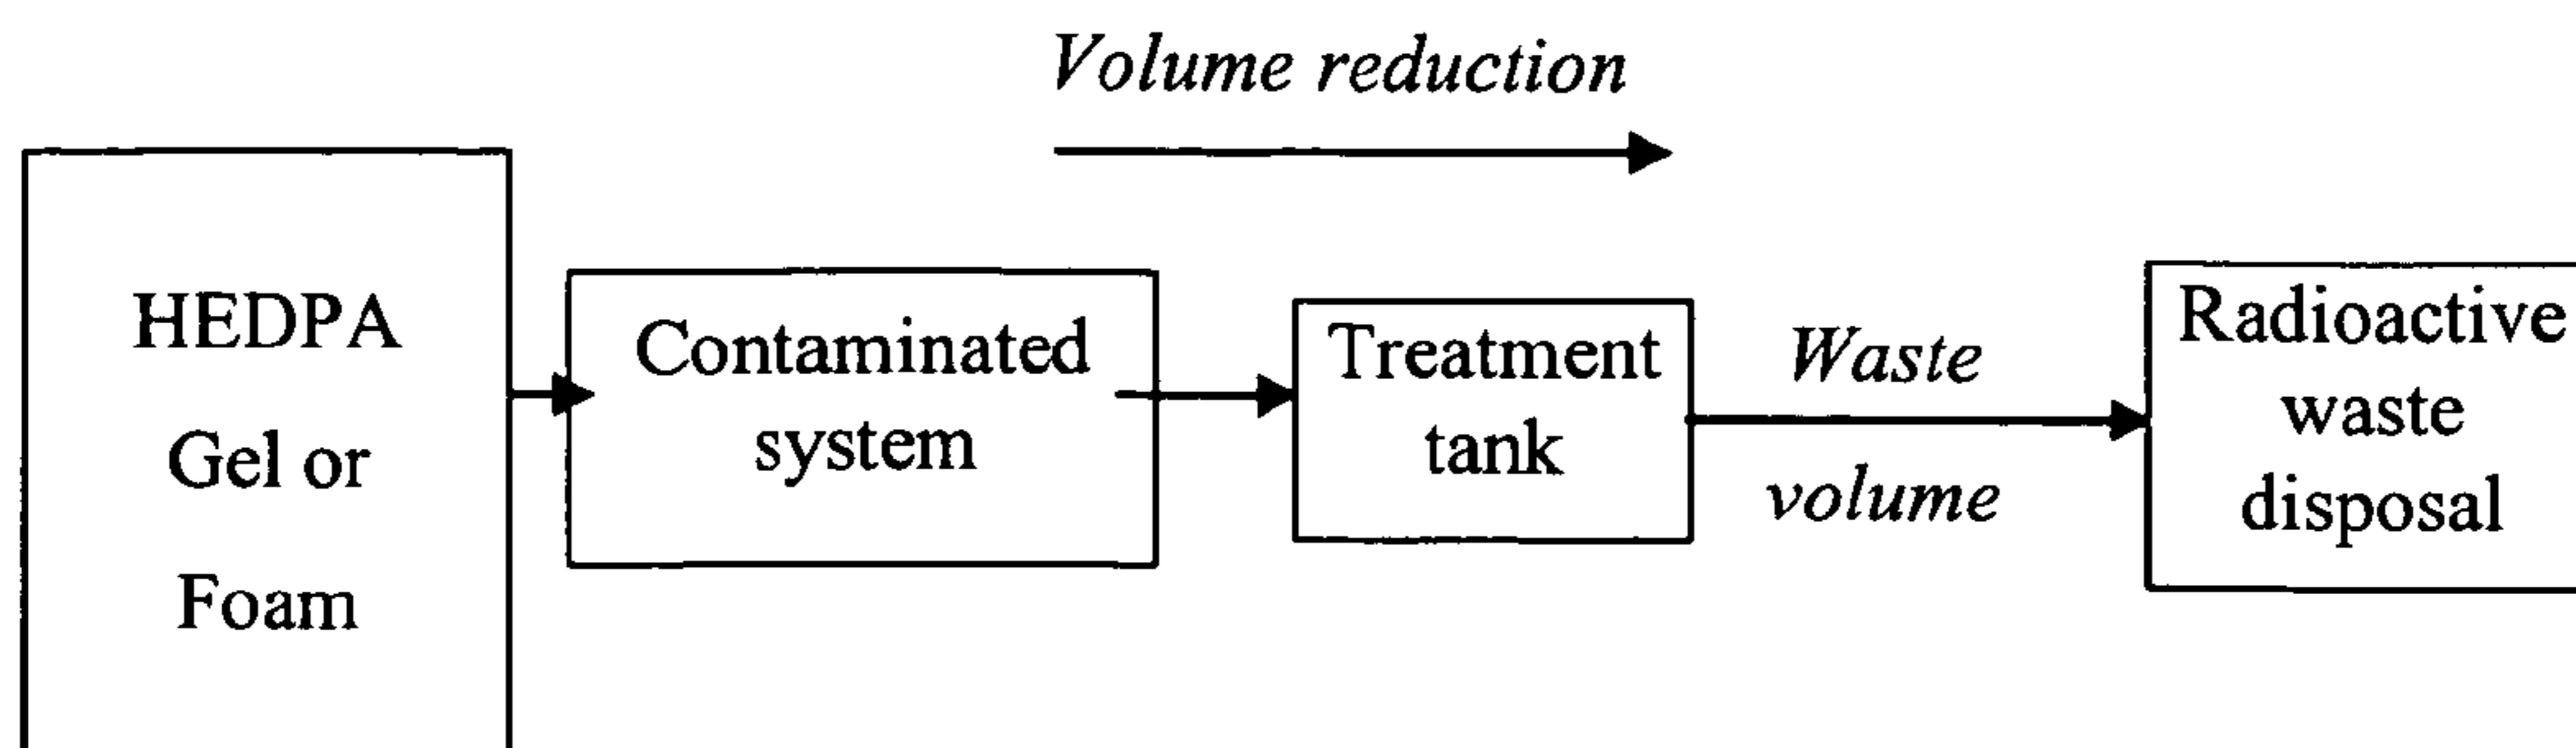 Volume reduction
HEDPA
Gel or
Foam
Contaminated
system
Treatment
tank
Waste
volume
Radioactive
waste
disposal